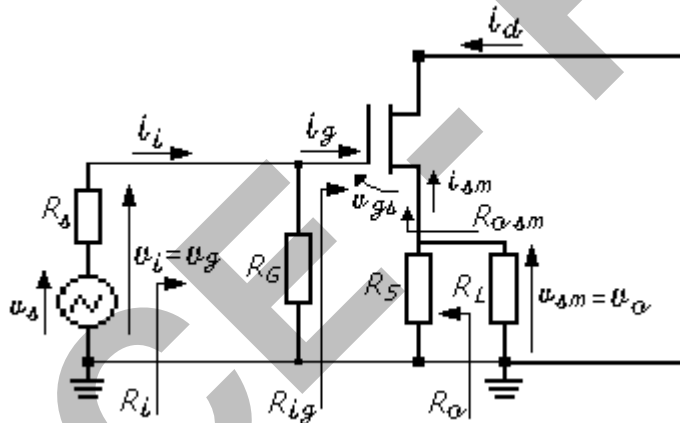 i_d
i_i
i_g
i_sm
v_gs
R_o sm
R_s
v_i = v_g
R_G
R_S
R_L
v_sm = v_o
v_s
R_i
R_ig
R_o
CE - F